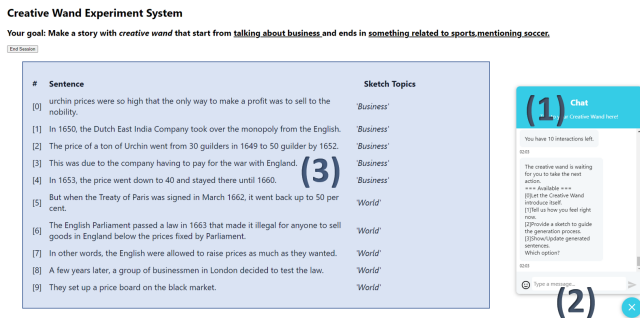 Creative Wand Experiment System
Your goal: Make a story with creative wand that start from talking about business and ends in something related to sports,mentioning soccer.
End Session
# Sentence Sketch Topics
[0] urchin prices were so high that the only way to make a profit was to sell to the
nobility. 'Business'
[1] In 1650, the Dutch East India Company took over the monopoly from the English. 'Business'
[2] The price of a ton of Urchin went from 30 guilders in 1649 to 50 guilder by 1652. 'Business'
[3] This was due to the company having to pay for the war with England. 'Business'
[4] In 1653, the price went down to 40 and stayed there until 1660. 'Business'
[5] But when the Treaty of Paris was signed in March 1662, it went back up to 50 per
cent. 'World'
[6] The English Parliament passed a law in 1663 that made it illegal for anyone to sell
goods in England below the prices fixed by Parliament. 'World'
[7] In other words, the English were allowed to raise prices as much as they wanted. 'World'
[8] A few years later, a group of businessmen in London decided to test the law. 'World'
[9] They set up a price board on the black market. 'World'
(3)
(1)
Chat
Creative Wand here!
You have 10 interactions left.
02:03
The creative wand is waiting
for you to take the next
action.
=== Available ===
[0]Let the Creative Wand
introduce itself.
[1]Tell us how you feel right
now.
[2]Provide a sketch to guide
the generation process.
[3]Show/Update generated
sentences.
Which option?
02:03
Type a message...
(2)